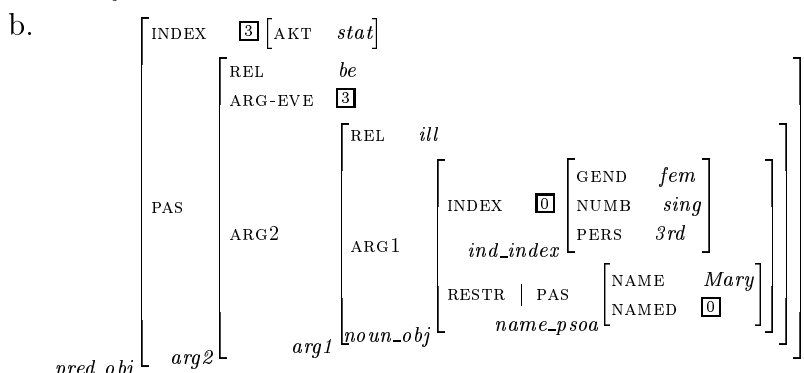 b.
INDEX 3 [AKT stat]
REL be
ARG-EVE 3
REL ill
GEND fem
INDEX 0 NUMB sing
PAS
ARG2 ARG1 PERS 3rd
ind_index
RESTR | PAS NAME Mary
NAMED 0
name_psoa
noun_obj
arg1
arg2
pred_obj